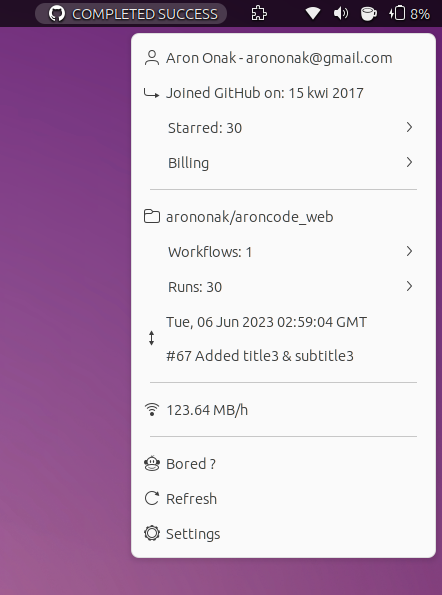 COMPLETED SUCCESS
8%
Aron Onak - arononak@gmail.com
Joined GitHub on: 15 kwi 2017
Starred: 30
Billing
arononak/aroncode_web
Workflows: 1
Runs: 30
Tue, 06 Jun 2023 02:59:04 GMT
#67 Added title3 & subtitle3
123.64 MB/h
Bored ?
Refresh
Settings